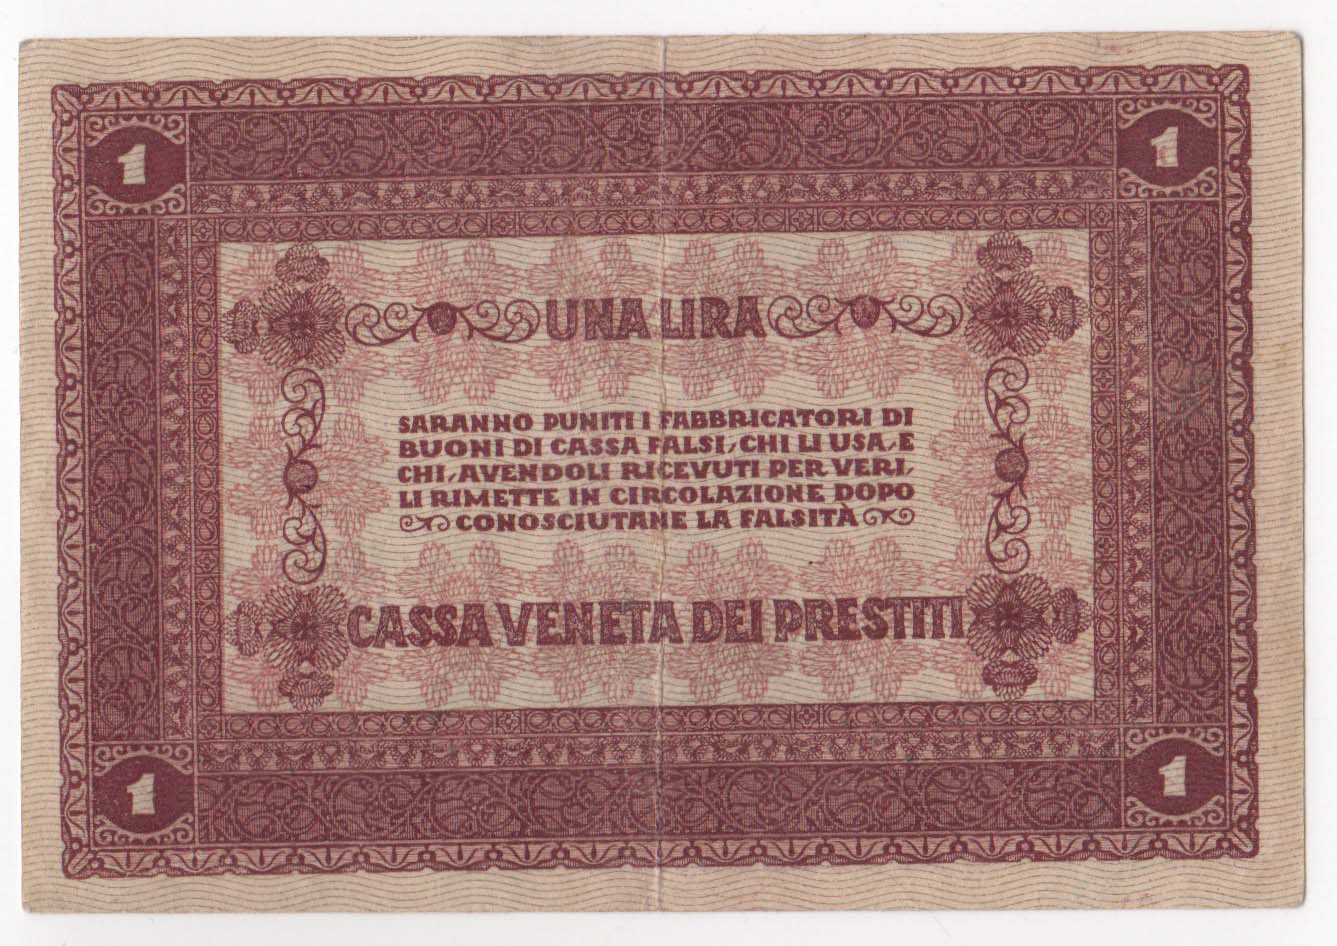 1 1
UNA LIRA
SARANNO PUNITI I FABBRICATORI DI
BUONI DI CASSA FALSI, CHI LI USA, E
CHI, AVENDOLI RICEVUTI PER VERI,
LI RIMETTE IN CIRCOLAZIONE DOPO
CONOSCIUTANE LA FALSITÀ
CASSA VENETA DEI PRESTITI
1 1